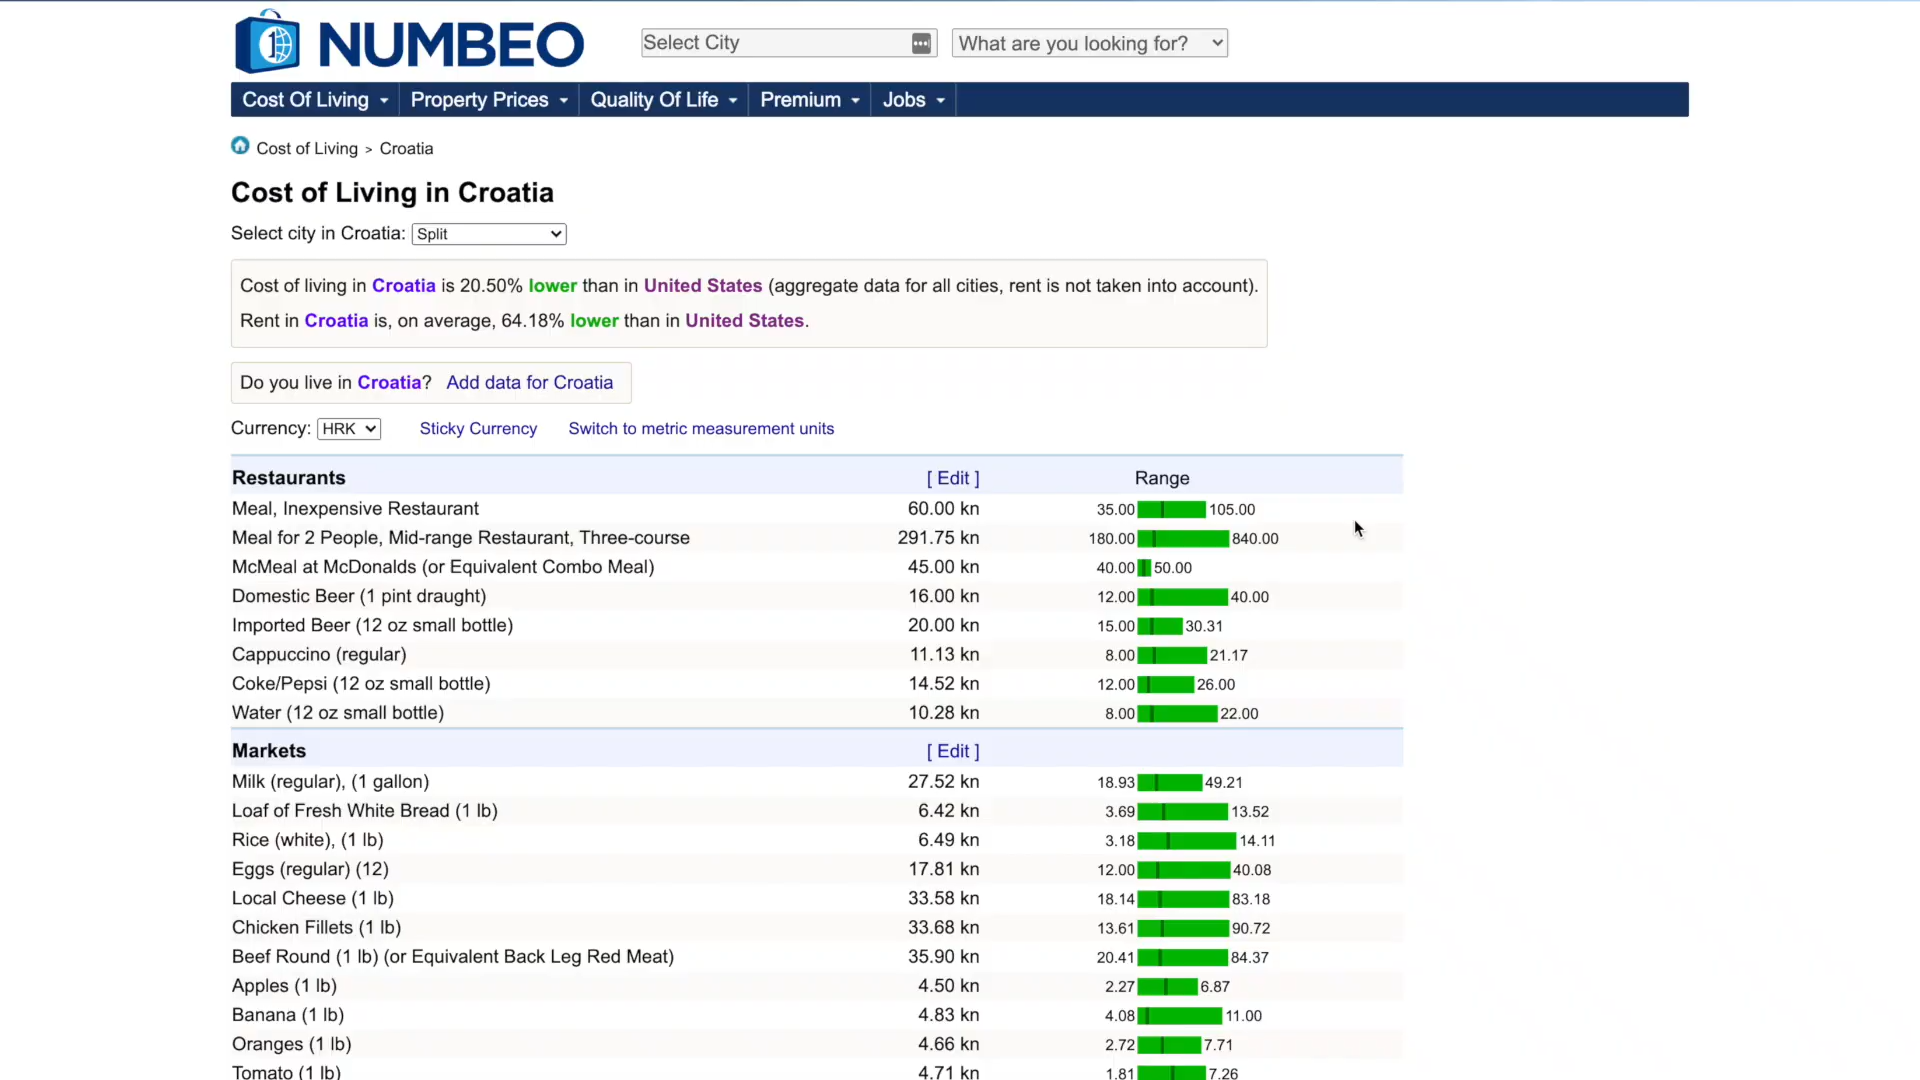 NUMBEO
Select City
What are you looking for?
Cost Of Living Property Prices Quality Of Life Premium Jobs
Cost of Living > Croatia
Cost of Living in Croatia
Select city in Croatia: Split
Cost of living in Croatia is 20.50% lower than in United States (aggregate data for all cities, rent is not taken into account).
Rent in Croatia is, on average, 64.18% lower than in United States.
Do you live in Croatia? Add data for Croatia
Currency: HRK Sticky Currency Switch to metric measurement units
Restaurants [ Edit ] Range
Meal, Inexpensive Restaurant 60.00 kn 35.00 105.00
Meal for 2 People, Mid-range Restaurant, Three-course 291.75 kn 180.00 840.00
McMeal at McDonalds (or Equivalent Combo Meal) 45.00 kn 40.00 50.00
Domestic Beer (1 pint draught) 16.00 kn 12.00 40.00
Imported Beer (12 oz small bottle) 20.00 kn 15.00 30.31
Cappuccino (regular) 11.13 kn 8.00 21.17
Coke/Pepsi (12 oz small bottle) 14.52 kn 12.00 26.00
Water (12 oz small bottle) 10.28 kn 8.00 22.00
Markets [ Edit ]
Milk (regular), (1 gallon) 27.52 kn 18.93 49.21
Loaf of Fresh White Bread (1 lb) 6.42 kn 3.69 13.52
Rice (white), (1 lb) 6.49 kn 3.18 14.11
Eggs (regular) (12) 17.81 kn 12.00 40.08
Local Cheese (1 lb) 33.58 kn 18.14 83.18
Chicken Fillets (1 lb) 33.68 kn 13.61 90.72
Beef Round (1 lb) (or Equivalent Back Leg Red Meat) 35.90 kn 20.41 84.37
Apples (1 lb) 4.50 kn 2.27 6.87
Banana (1 lb) 4.83 kn 4.08 11.00
Oranges (1 lb) 4.66 kn 2.72 7.71
Tomato (1 lb) 4.71 kn 1.81 7.26